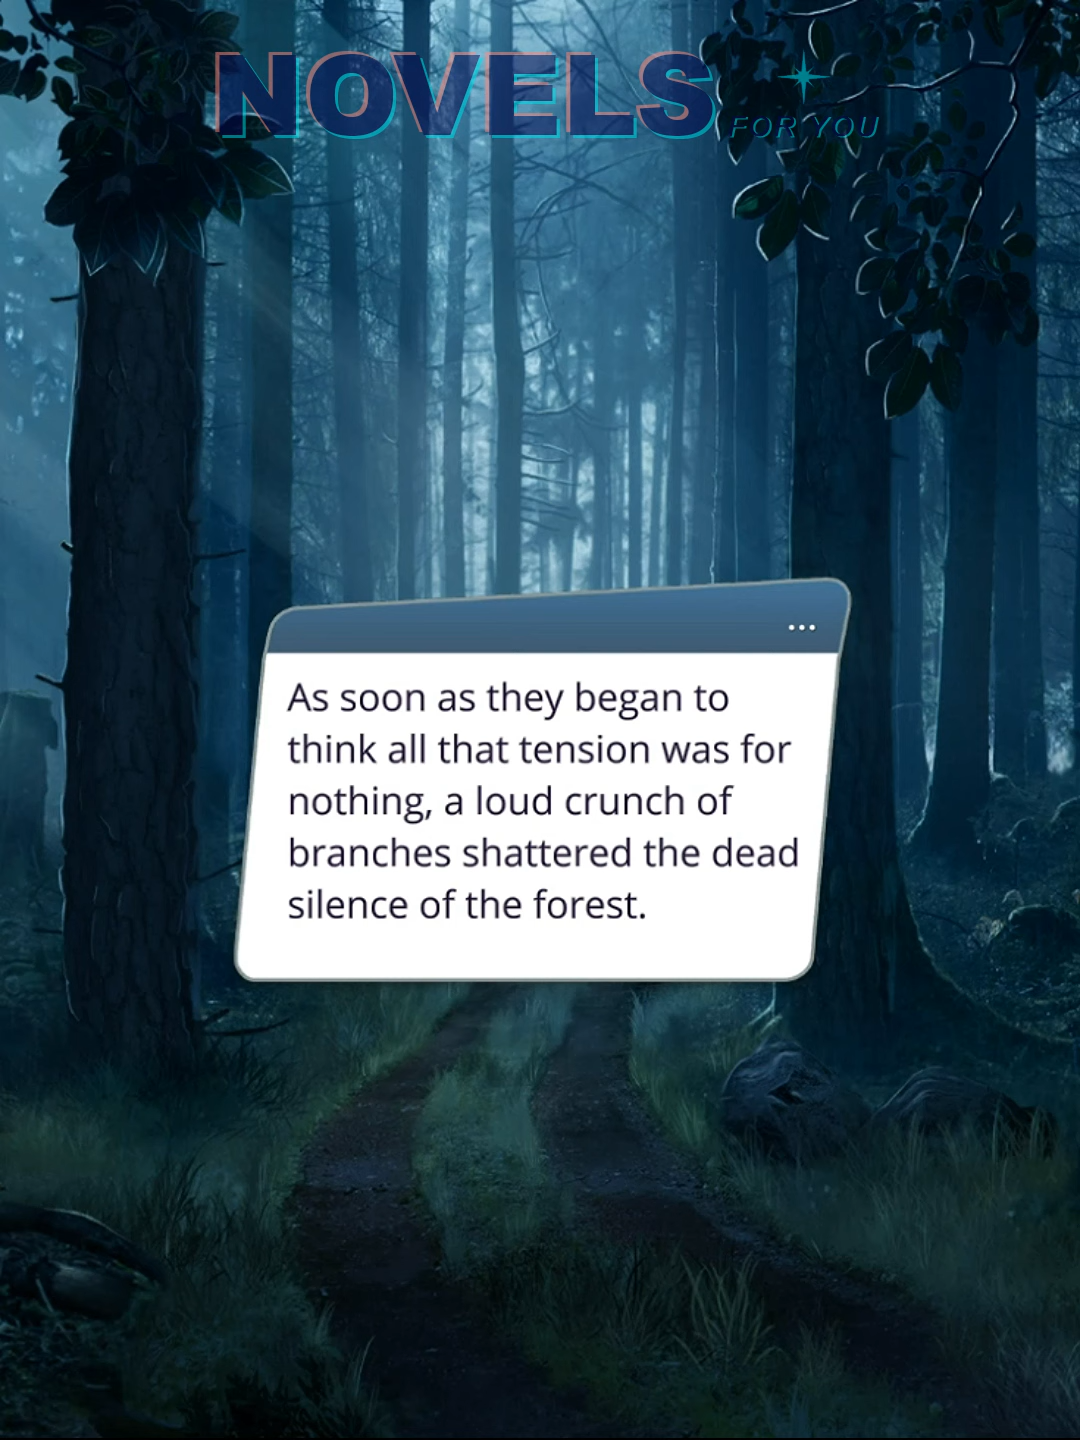 NOVELS
FOR YOU
As soon as they began to
think all that tension was for
nothing, a loud crunch of
branches shattered the dead
silence of the forest.